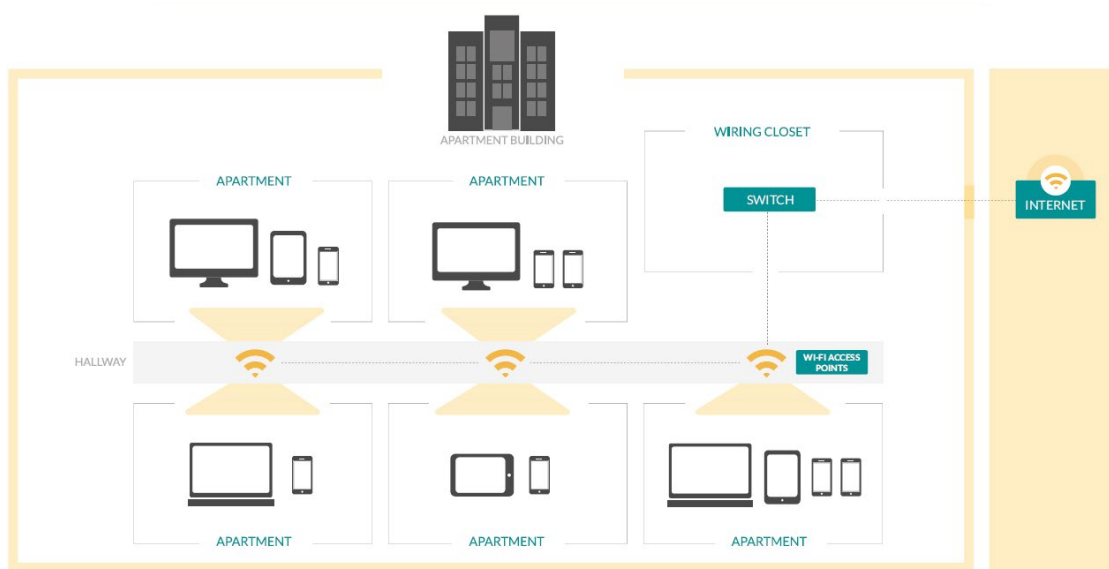 APARTMENT BUILDING
WIRING CLOSET
APARTMENT
APARTMENT
SWITCH
INTERNET
HALLWAY
WI-FI ACCESS
POINTS
APARTMENT
APARTMENT
APARTMENT